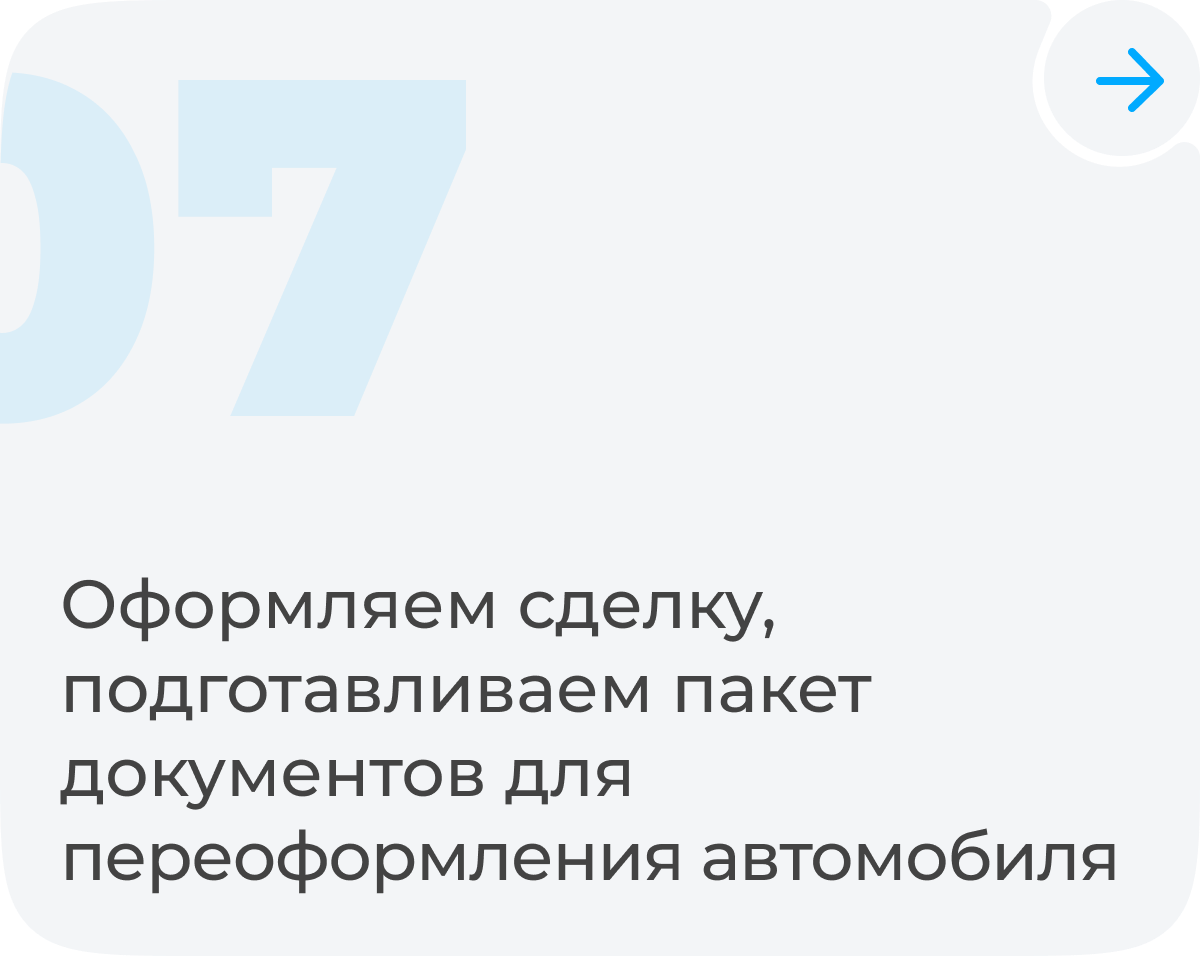 07
Оформляем сделку,
подготавливаем пакет
документов для
переоформления автомобиля